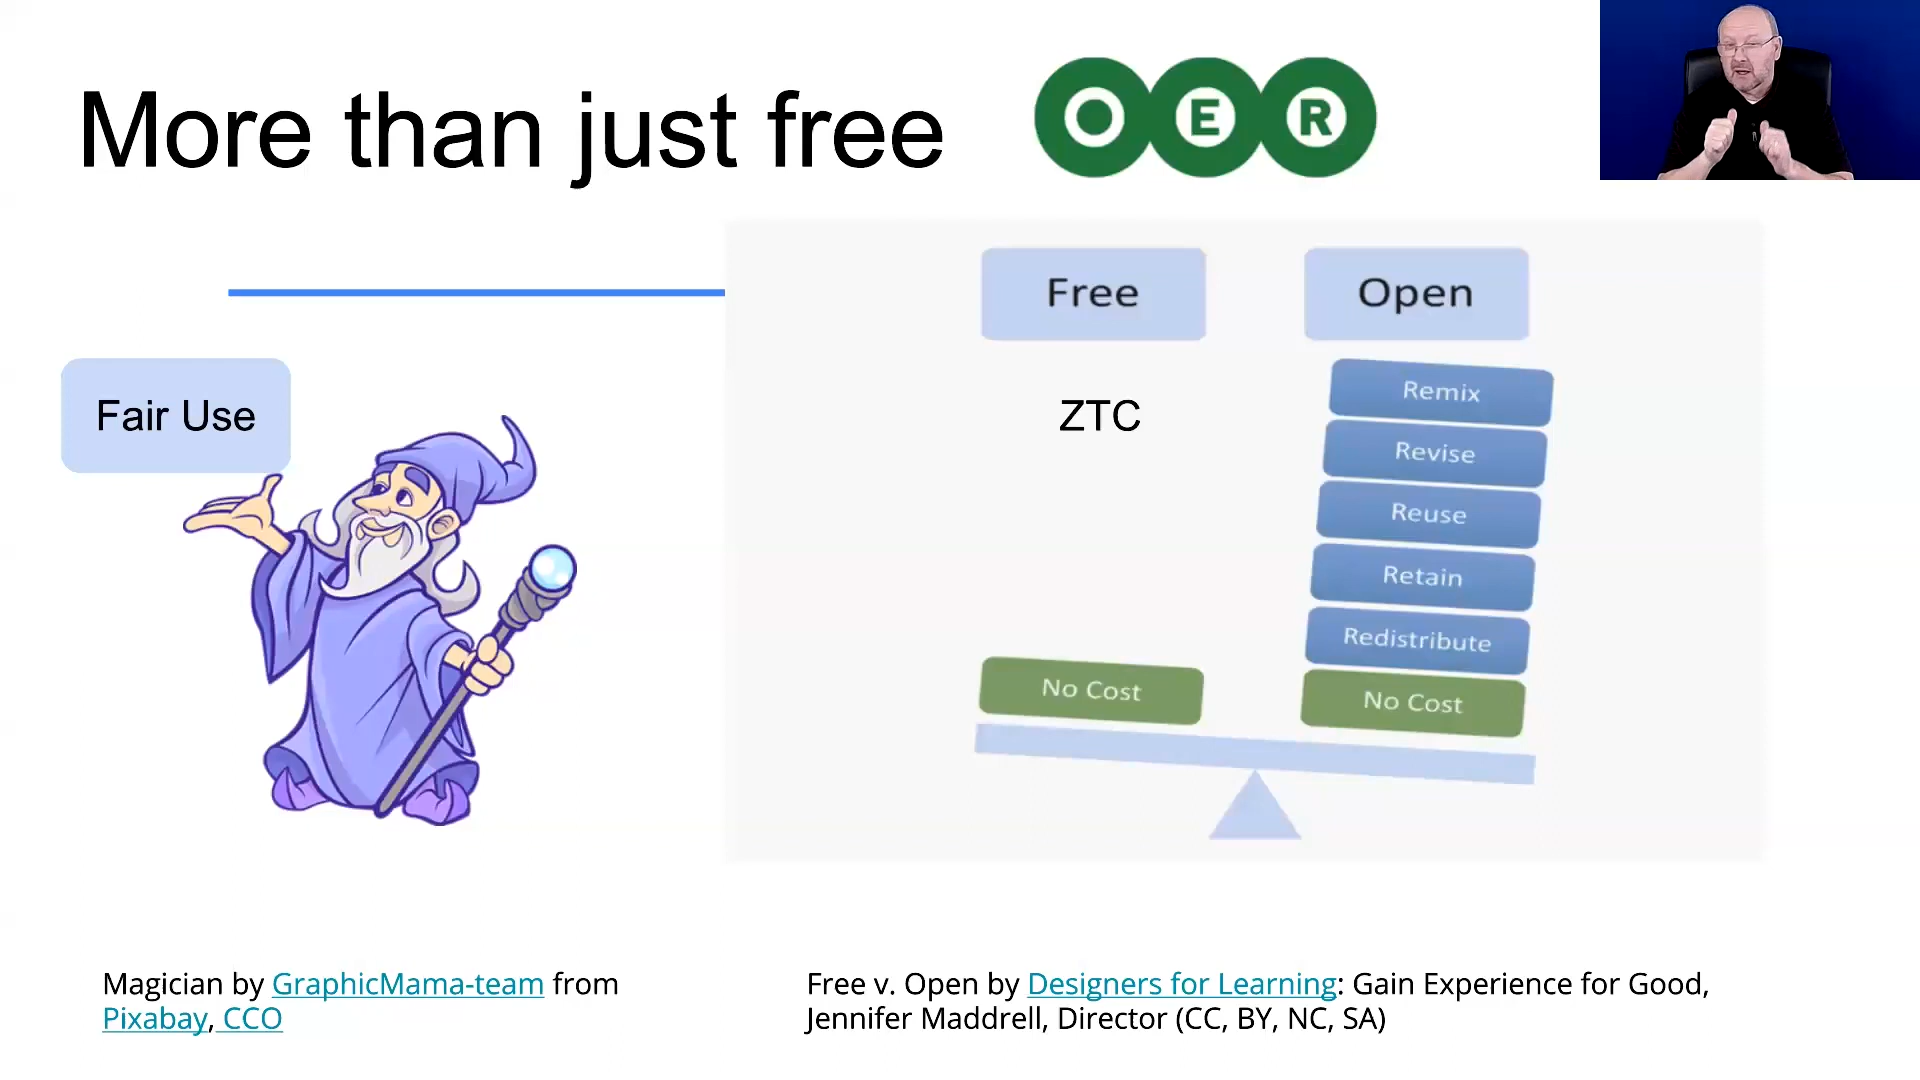 More than just free
OER
Free
Open
Fair Use
ZTC
Remix
Revise
Reuse
Retain
Redistribute
No Cost
No Cost
Magician by GraphicMama-team from
Pixabay, CCO
Free v. Open by Designers for Learning: Gain Experience for Good,
Jennifer Maddrell, Director (CC, BY, NC, SA)